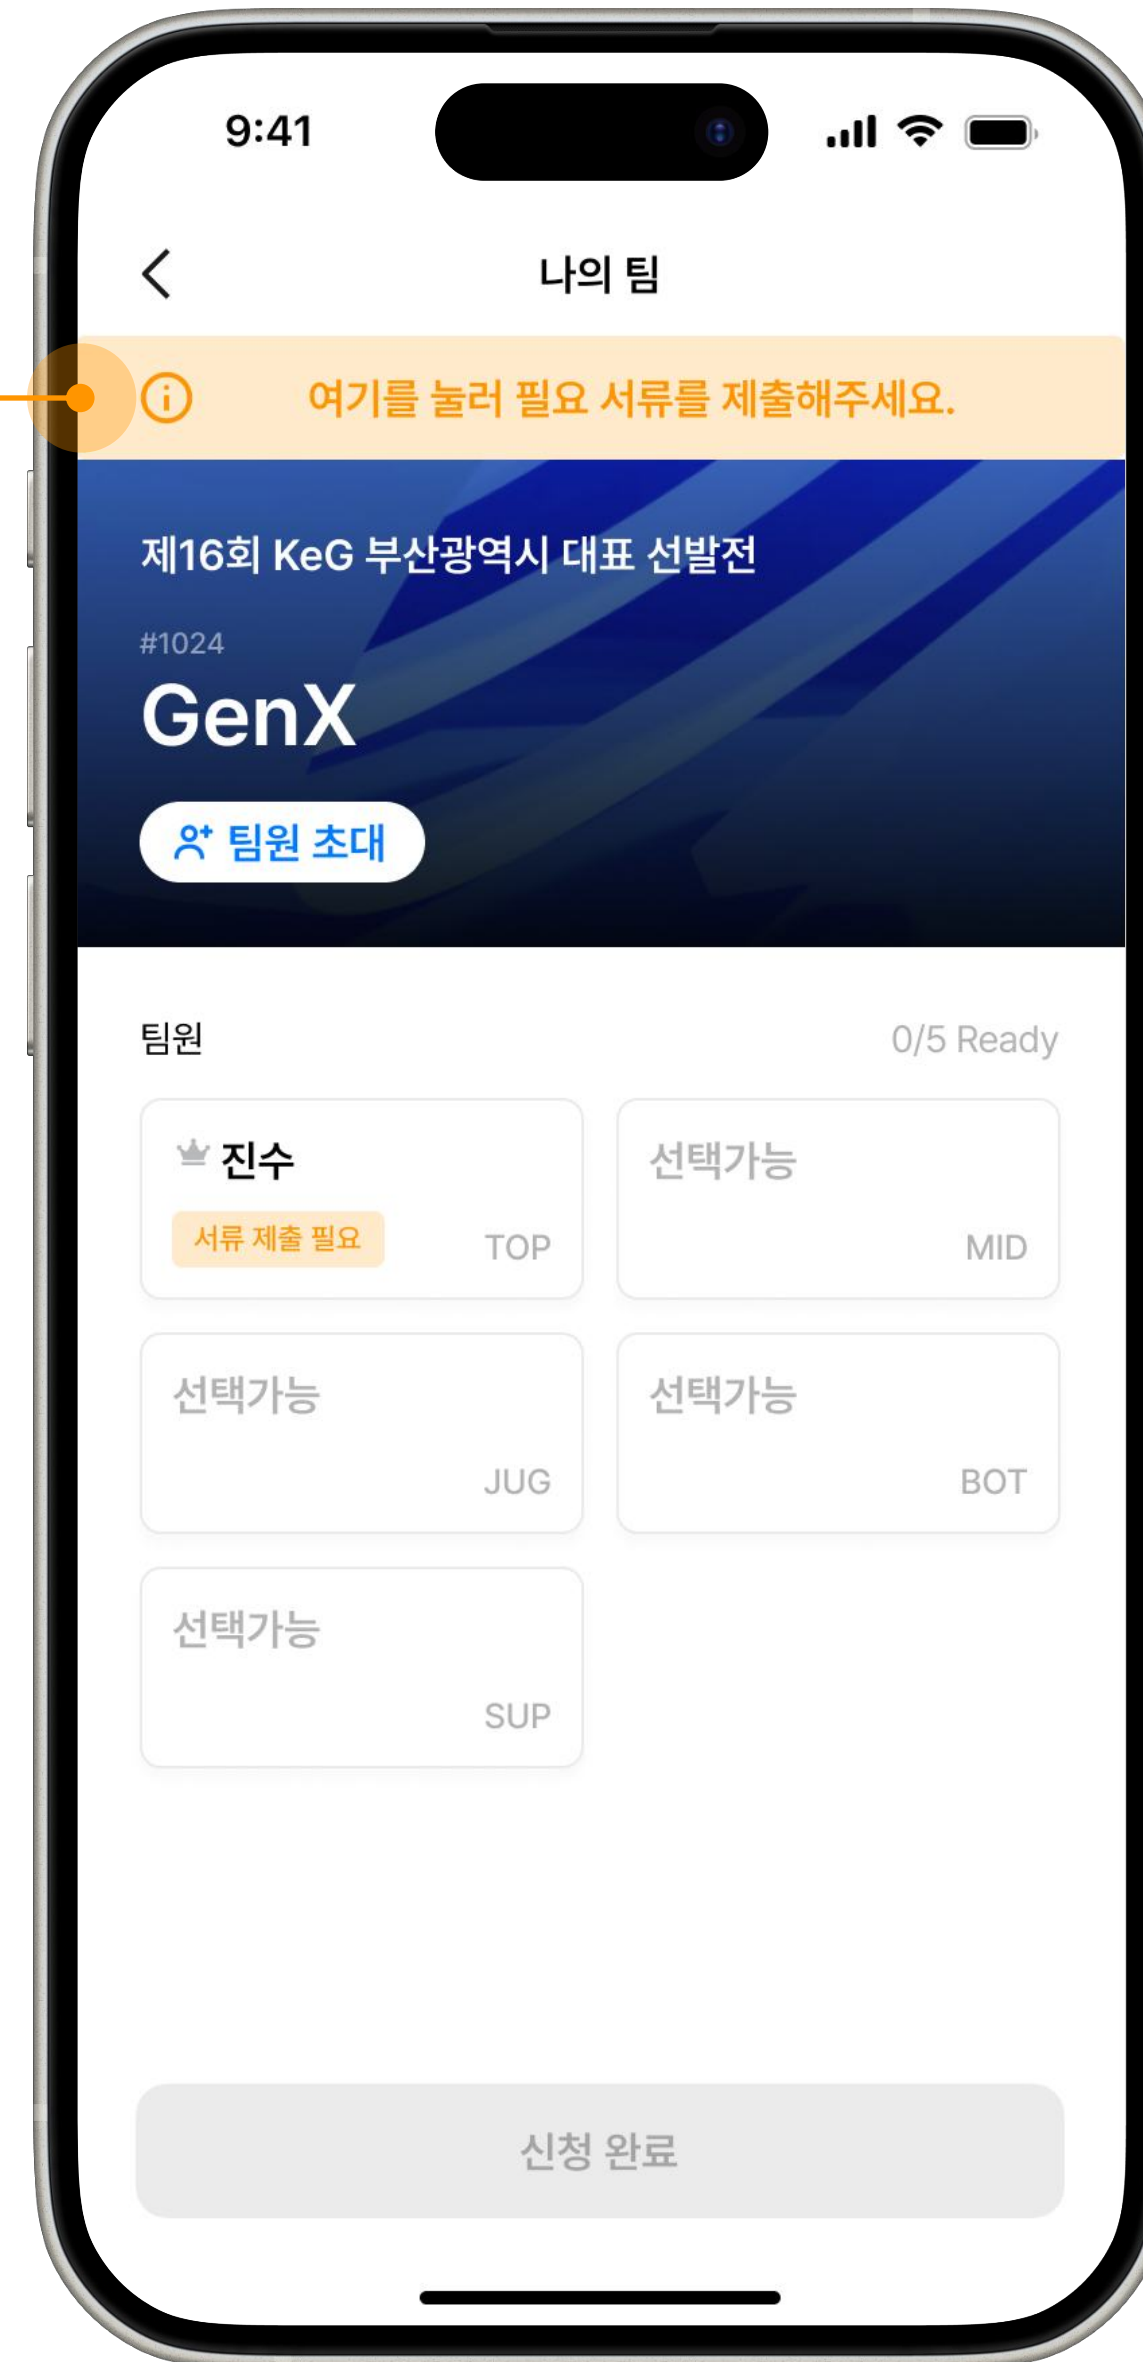 9:41
나의 팀
여기를 눌러 필요 서류를 제출해주세요.
제16회 KeG 부산광역시 대표 선발전
#1024
GenX
팀원 초대
팀원
0/5 Ready
진수
서류 제출 필요
TOP
선택가능
MID
선택가능
JUG
선택가능
BOT
선택가능
SUP
신청 완료